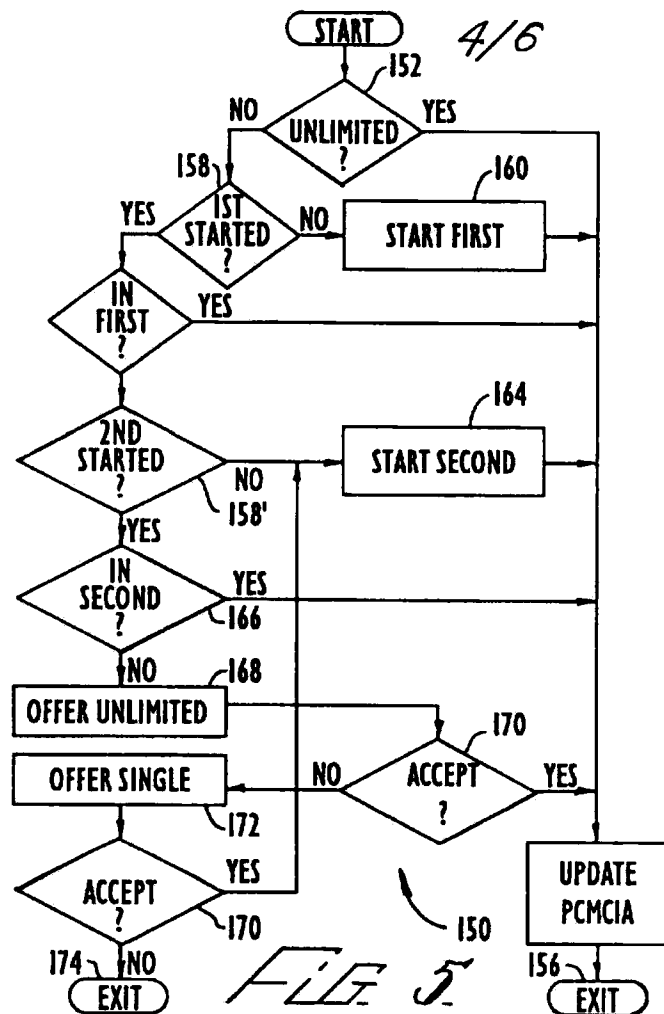 START
4/6
152
NO
UNLIMITED
?
YES
158
1ST
STARTED
?
YES
NO
160
START FIRST
IN
FIRST
?
YES
2ND
STARTED
?
NO
158'
164
START SECOND
YES
IN
SECOND
?
YES
166
NO
168
OFFER UNLIMITED
170
NO
ACCEPT
?
YES
OFFER SINGLE
172
ACCEPT
?
YES
170
150
UPDATE
PCMCIA
174
NO
EXIT
FIG 5
156
EXIT